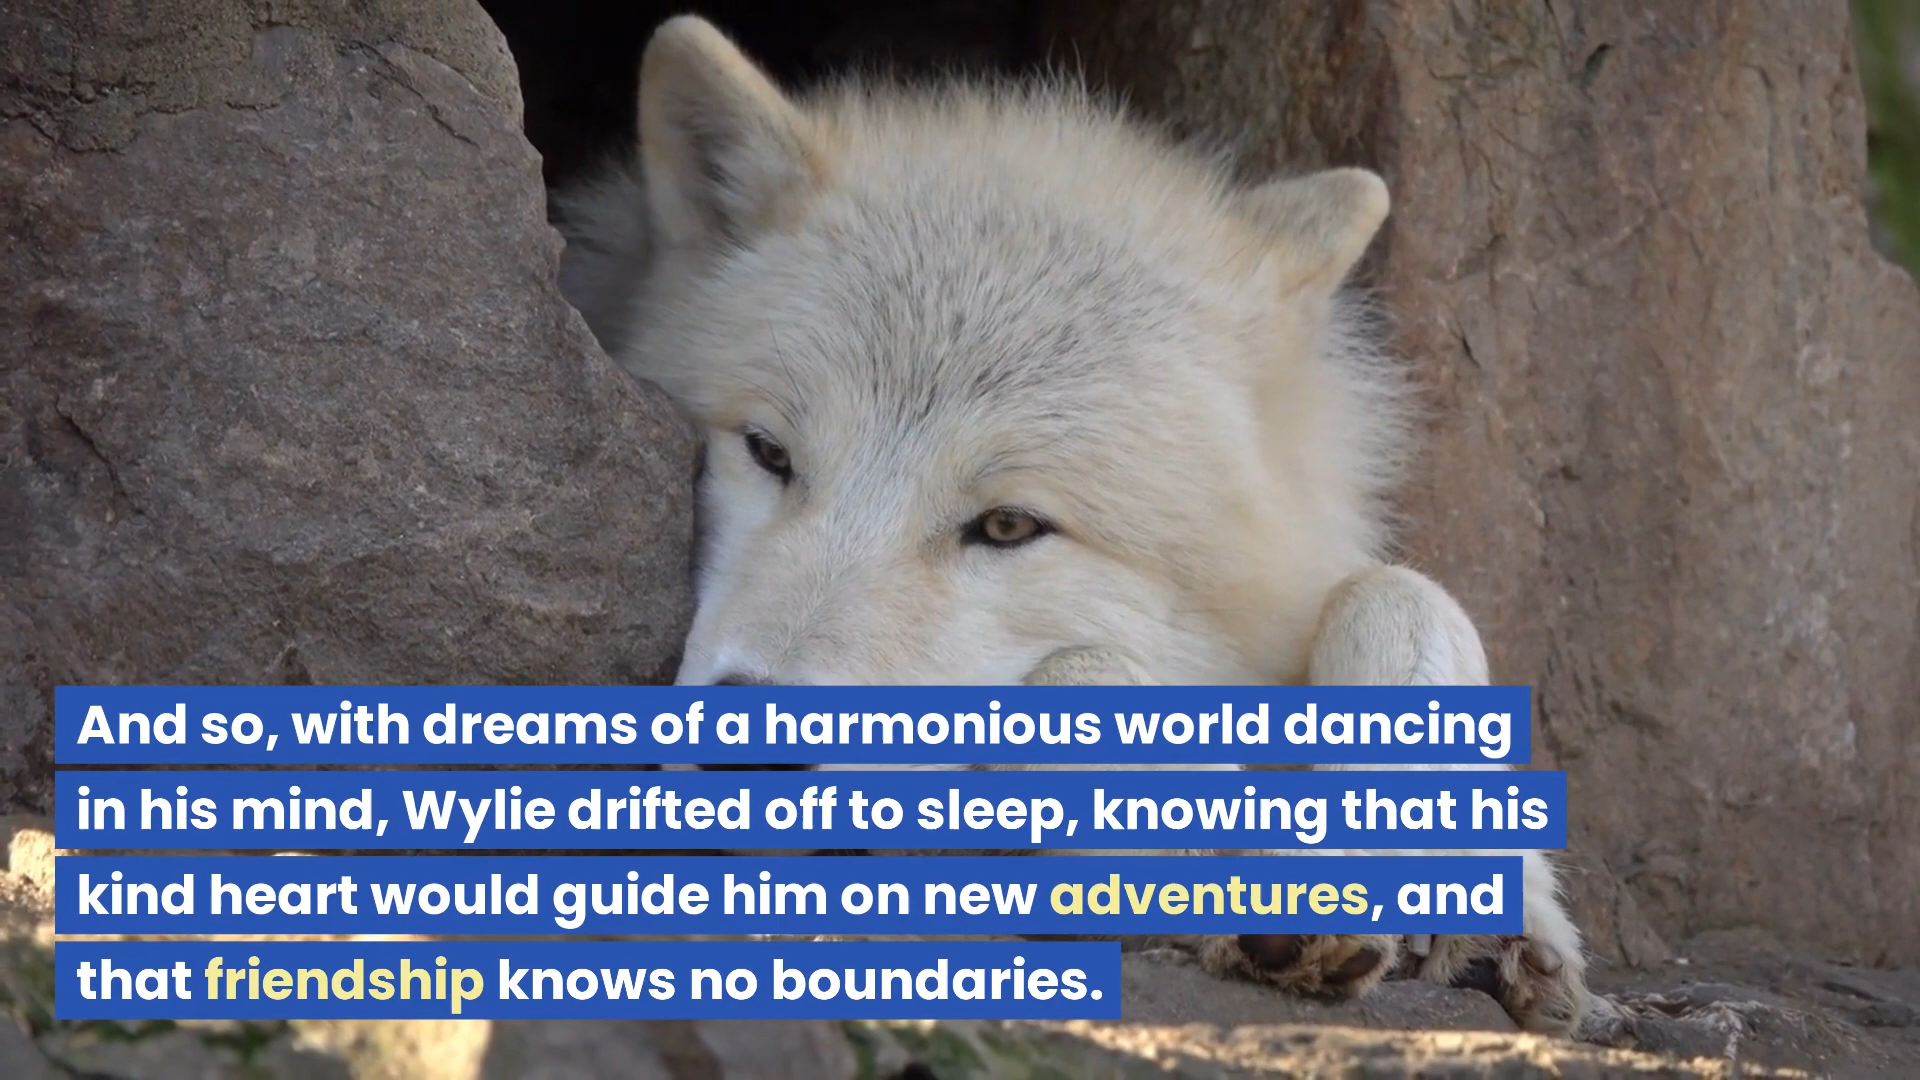 And so, with dreams of a harmonious world dancing
in his mind, Wylie drifted off to sleep, knowing that his
kind heart would guide him on new adventures, and
that friendship knows no boundaries.